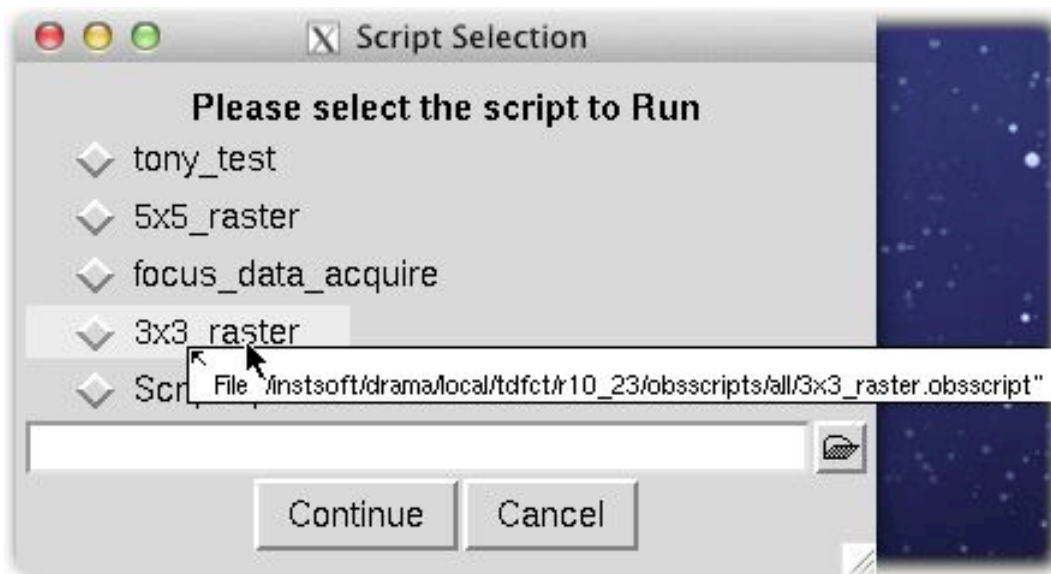 X Script Selection
Please select the script to Run
tony_test
5x5_raster
focus_data_acquire
3x3_raster
File "/instsoft/drama/local/tdfct/r10_23/obsscripts/all/3x3_raster.obsscript"
Continue
Cancel